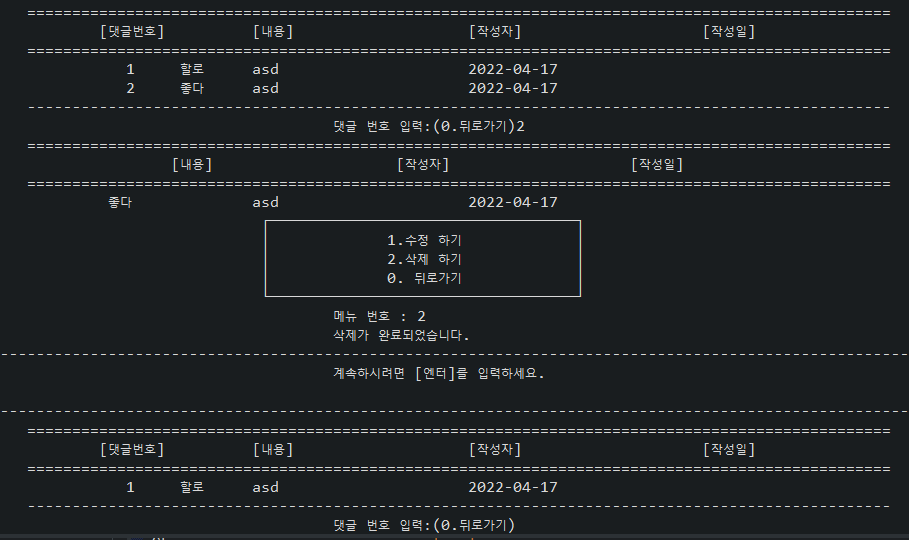 ================================================================================================
[댓글번호] [내용] [작성자] [작성일]
================================================================================================
1 할로 asd 2022-04-17
2 좋다 asd 2022-04-17
------------------------------------------------------------------------------------------------
댓글 번호 입력:(0.뒤로가기)2
================================================================================================
[내용] [작성자] [작성일]
================================================================================================
좋다 asd 2022-04-17
1.수정 하기
2.삭제 하기
0. 뒤로가기
메뉴 번호 : 2
삭제가 완료되었습니다.
-----------------------------------------------------------------------------------------------------
계속하시려면 [엔터]를 입력하세요.
-----------------------------------------------------------------------------------------------------
================================================================================================
[댓글번호] [내용] [작성자] [작성일]
================================================================================================
1 할로 asd 2022-04-17
------------------------------------------------------------------------------------------------
댓글 번호 입력:(0.뒤로가기)